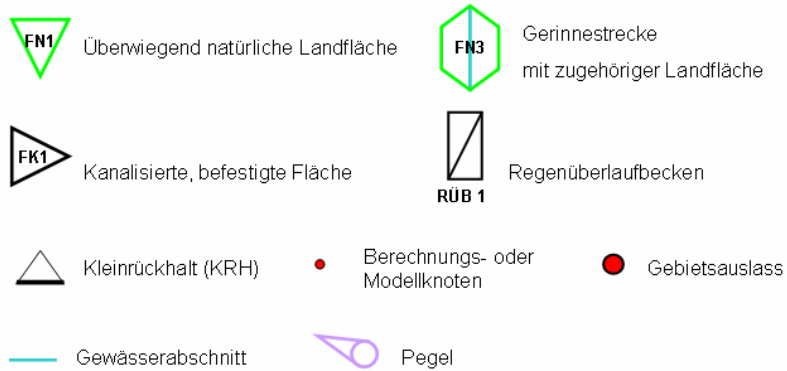 FN1 Überwiegend natürliche Landfläche
FN3 Gerinnestrecke
mit zugehöriger Landfläche
FK1 Kanalisierte, befestigte Fläche
RÜB 1 Regenüberlaufbecken
Kleinrückhalt (KRH)
Berechnungs- oder
Modellknoten
Gebietsauslass
Gewässerabschnitt
Pegel